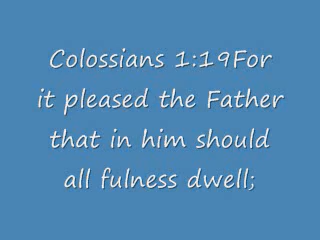 Colossians 1:19For
it pleased the Father
that in him should
all fulness dwell;